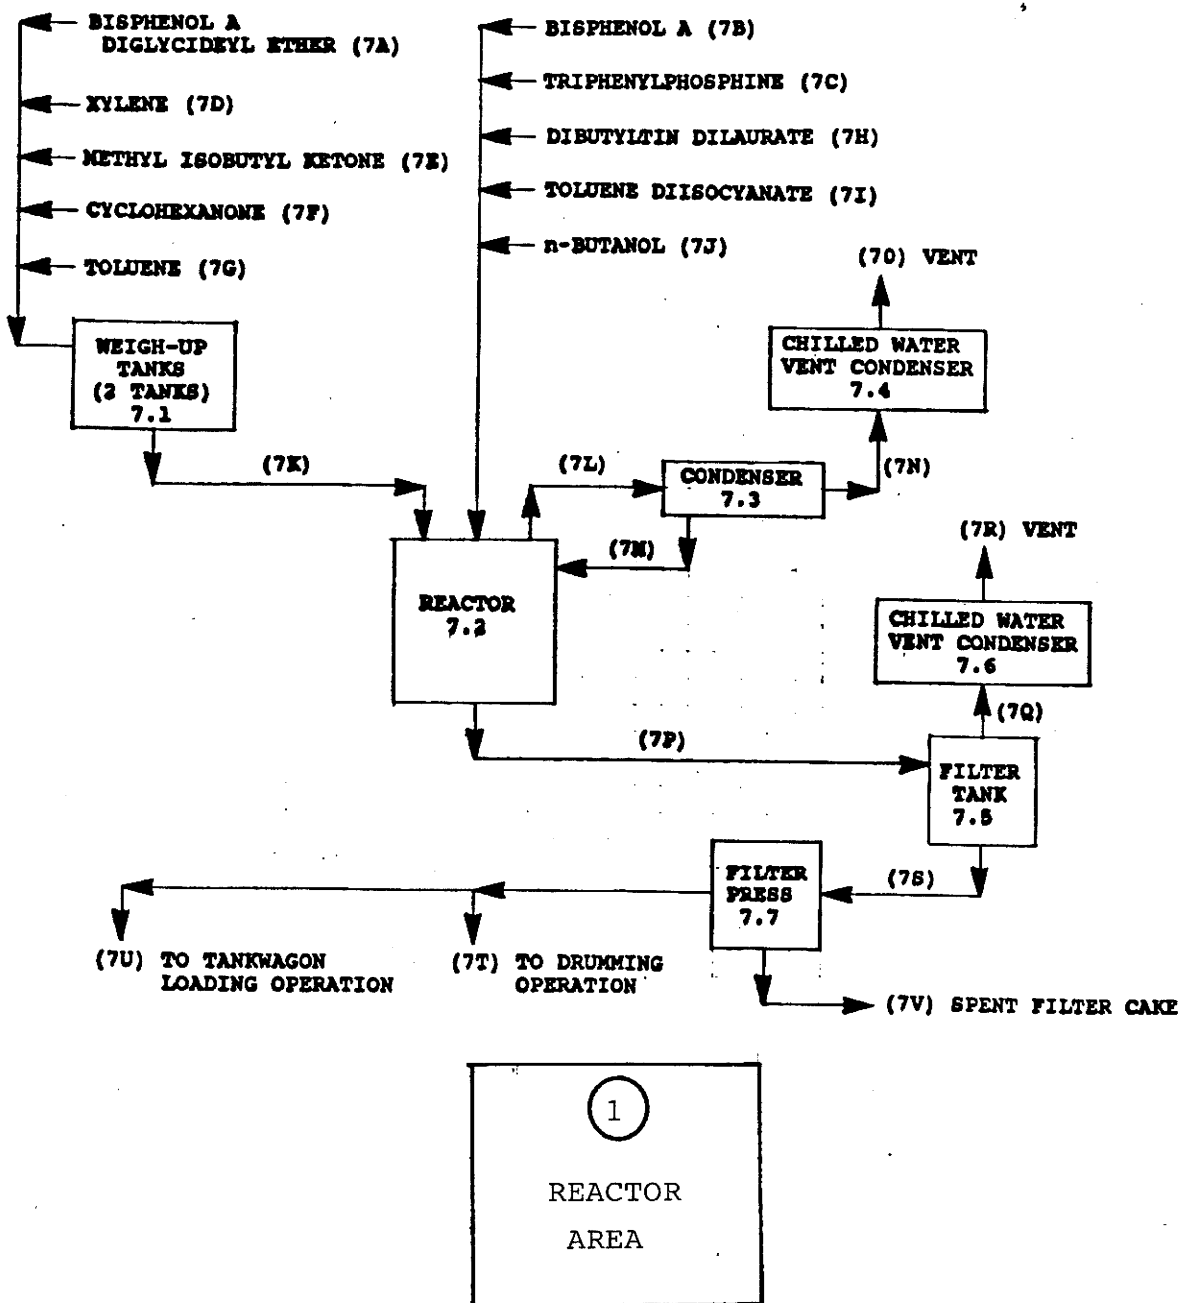 BISPHENOL A
DIGLYCIDEYL ETHER (7A)
XYLENE (7D)
METHYL ISOBUTYL KETONE (7E)
CYCLOHEXANONE (7F)
TOLUENE (7G)
BISPHENOL A (7B)
TRIPHENYLPHOSPHINE (7C)
DIBUTYLTIN DILAURATE (7H)
TOLUENE DIISOCYANATE (7I)
n-BUTANOL (7J)
(7O) VENT
WEIGH-UP
TANKS
(2 TANKS)
7.1
CHILLED WATER
VENT CONDENSER
7.4
(7K)
(7L)
CONDENSER
7.3
(7N)
(7M)
(7R) VENT
REACTOR
7.2
CHILLED WATER
VENT CONDENSER
7.6
(7Q)
(7P)
FILTER
TANK
7.5
FILTER
PRESS
7.7
(7S)
(7U) TO TANKWAGON
LOADING OPERATION
(7T) TO DRUMMING
OPERATION
(7V) SPENT FILTER CAKE
1
REACTOR
AREA